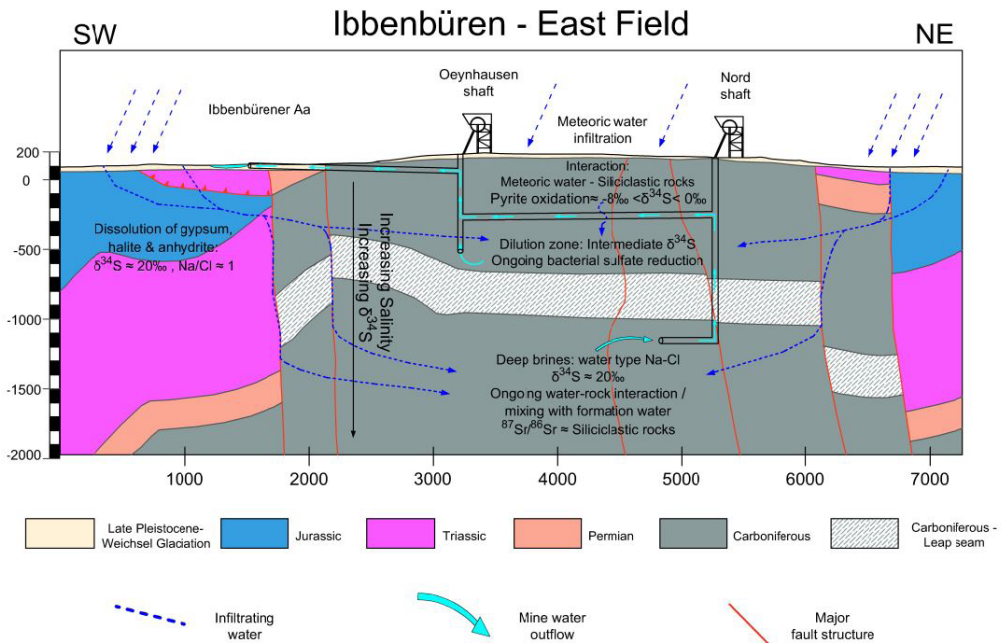 Ibbenbüren - East Field
SW
NE
Oeynhausen
shaft
Nord
shaft
Ibbenbürener Aa
Meteoric water
infiltration
200
0
-500
-1000
-1500
-2000
Interaction:
Meteoric water - Siliciclastic rocks
Pyrite oxidation≈ -8‰ <δ³⁴S< 0‰
Dissolution of gypsum,
halite & anhydrite:
δ³⁴S ≈ 20‰ , Na/Cl ≈ 1
Increasing Salinity
Increasing δ³⁴S
Dilution zone: Intermediate δ³⁴S
Ongoing bacterial sulfate reduction
Deep brines: water type Na-Cl
δ³⁴S ≈ 20‰
Ongoing water-rock interaction /
mixing with formation water
⁸⁷Sr/⁸⁶Sr ≈ Siliciclastic rocks
1000
2000
3000
4000
5000
6000
7000
Late Pleistocene-
Weichsel Glaciation
Jurassic
Triassic
Permian
Carboniferous
Carboniferous -
Leap seam
Infiltrating
water
Mine water
outflow
Major
fault structure